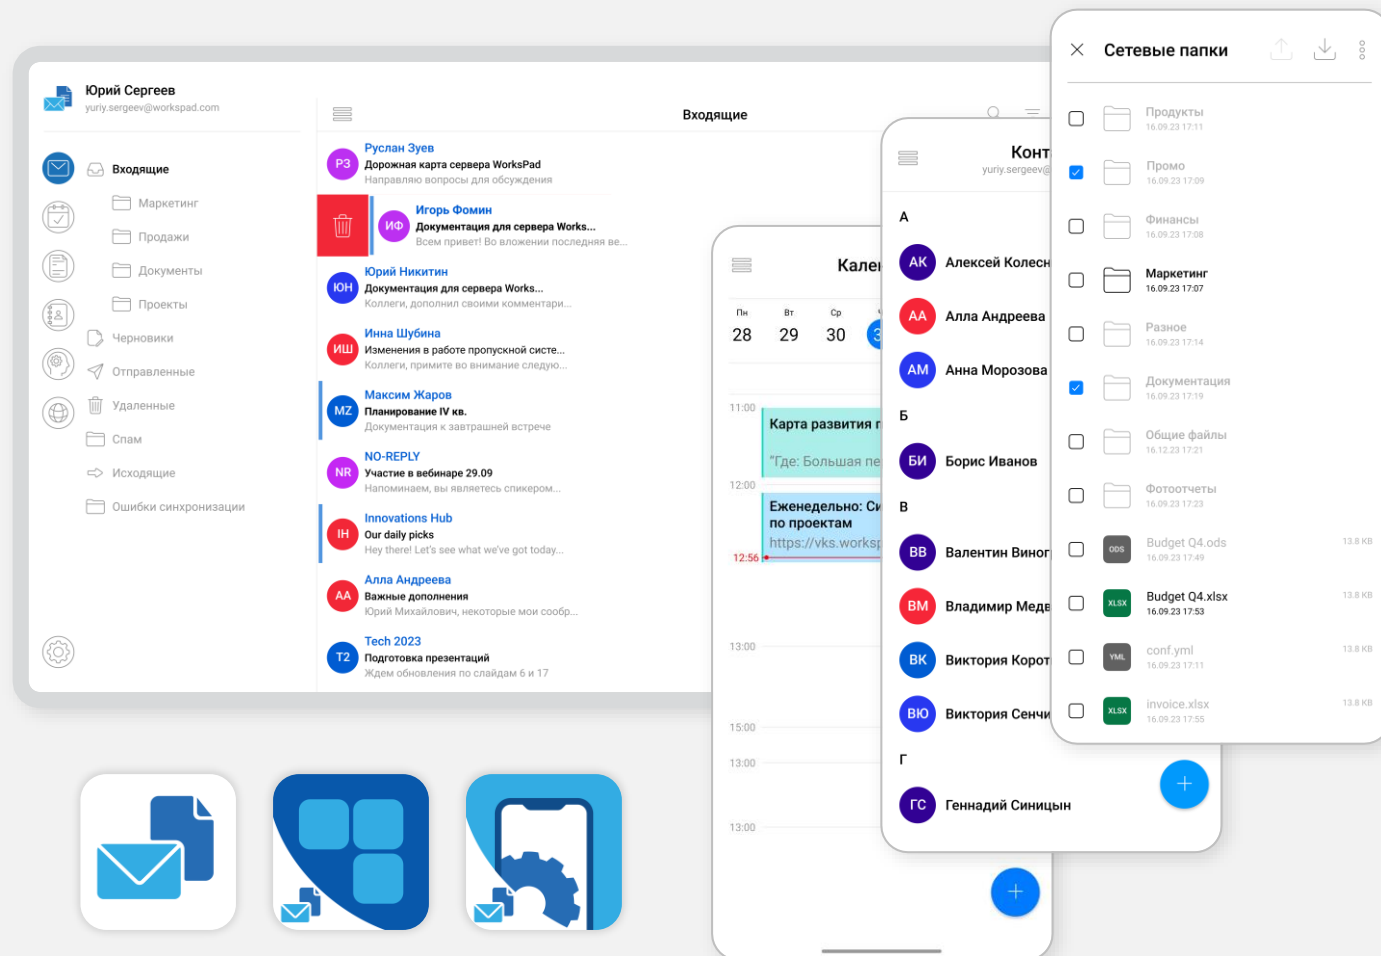 Юрий Сергеев
yuriy.sergeev@workspad.com
Входящие
Маркетинг
Продажи
Документы
Проекты
Черновики
Отправленные
Удаленные
Спам
Исходящие
Ошибки синхронизации
Входящие
РЗ
Руслан Зуев
Дорожная карта сервера WorksPad
Направляю вопросы для обсуждения
ИФ
Игорь Фомин
Документация для сервера Works...
Всем привет! Во вложении последняя ве...
ЮН
Юрий Никитин
Документация для сервера Works...
Коллеги, дополнил своими комментари...
ИШ
Инна Шубина
Изменения в работе пропускной систе...
Коллеги, примите во внимание следую...
MZ
Максим Жаров
Планирование IV кв.
Документация к завтрашней встрече
NR
NO-REPLY
Участие в вебинаре 29.09
Напоминаем, вы являетесь спикером...
IH
Innovations Hub
Our daily picks
Hey there! Let's see what we've got today...
АА
Алла Андреева
Важные дополнения
Юрий Михайлович, некоторые мои сообр...
T2
Tech 2023
Подготовка презентаций
Ждем обновления по слайдам 6 и 17
Кален
Пн Вт Ср
28 29 30 3
11:00
Карта развития п
"Где: Большая пе
12:00
Еженедельно: Си
по проектам
https://vks.worksp
12:56
13:00
15:00
13:00
13:00
Конт
yuriy.sergeev@
А
АК Алексей Колесн
АА Алла Андреева
АМ Анна Морозова
Б
БИ Борис Иванов
В
ВВ Валентин Виног
ВМ Владимир Медв
ВК Виктория Корот
ВЮ Виктория Сенчи
Г
ГС Геннадий Синицын
Сетевые папки
Продукты
16.09.23 17:11
Промо
16.09.23 17:09
Финансы
16.09.23 17:08
Маркетинг
16.09.23 17:07
Разное
16.09.23 17:14
Документация
16.09.23 17:19
Общие файлы
16.12.23 17:21
Фотоотчеты
16.09.23 17:23
ODS
Budget Q4.ods 13.8 KB
16.09.23 17:49
XLSX
Budget Q4.xlsx 13.8 KB
16.09.23 17:53
YML
conf.yml 13.8 KB
16.09.23 17:11
XLSX
invoice.xlsx 13.8 KB
16.09.23 17:55